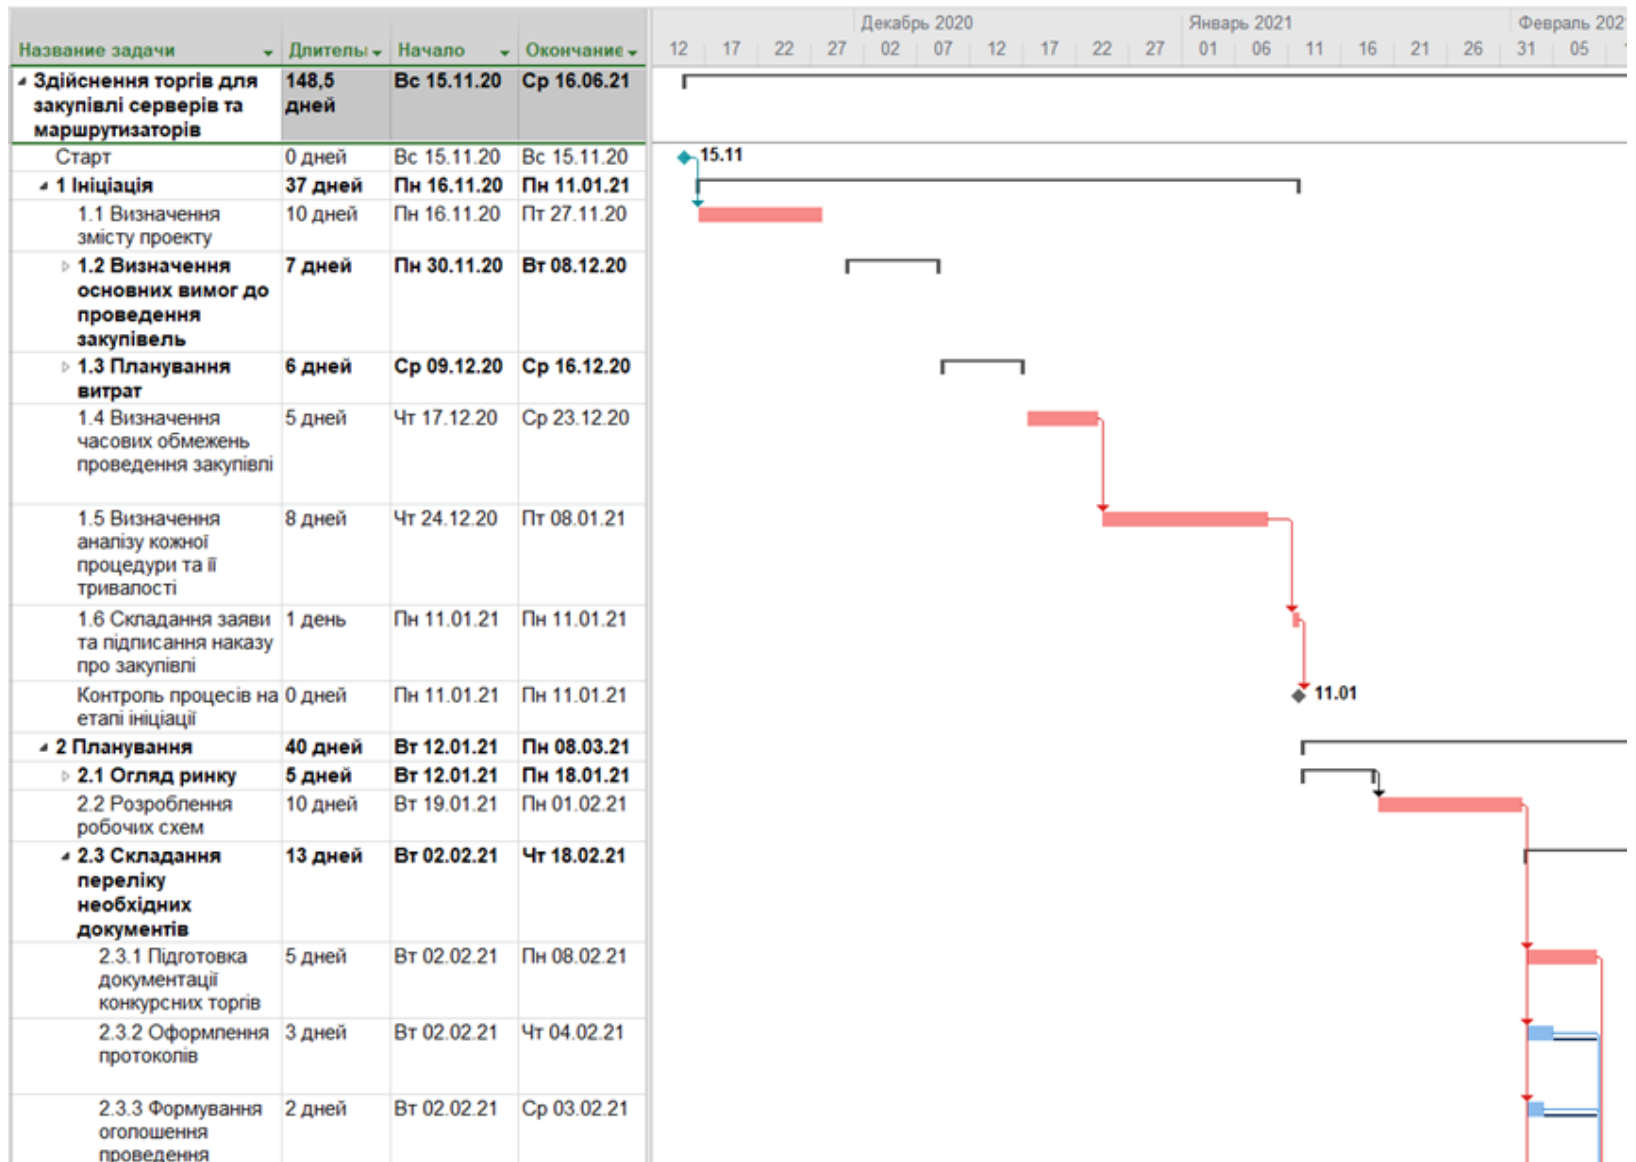 Декабрь 2020 Январь 2021 Февраль 202
Название задачи Длителы Начало Окончание 12 17 22 27 02 07 12 17 22 27 01 06 11 16 21 26 31 05 1
Здійснення торгів для 148,5 Вс 15.11.20 Ср 16.06.21
закупівлі серверів та дней
маршрутизаторів
Старт 0 дней Вс 15.11.20 Вс 15.11.20 15.11
1 Ініціація 37 дней Пн 16.11.20 Пн 11.01.21
1.1 Визначення 10 дней Пн 16.11.20 Пт 27.11.20
змісту проекту
1.2 Визначення 7 дней Пн 30.11.20 Вт 08.12.20
основних вимог до
проведення
закупівель
1.3 Планування 6 дней Ср 09.12.20 Ср 16.12.20
витрат
1.4 Визначення 5 дней Чт 17.12.20 Ср 23.12.20
часових обмежень
проведення закупівлі
1.5 Визначення 8 дней Чт 24.12.20 Пт 08.01.21
аналізу кожної
процедури та її
тривалості
1.6 Складання заяви 1 день Пн 11.01.21 Пн 11.01.21
та підписання наказу
про закупівлі
Контроль процесів на 0 дней Пн 11.01.21 Пн 11.01.21 11.01
етапі ініціації
2 Планування 40 дней Вт 12.01.21 Пн 08.03.21
2.1 Огляд ринку 5 дней Вт 12.01.21 Пн 18.01.21
2.2 Розроблення 10 дней Вт 19.01.21 Пн 01.02.21
робочих схем
2.3 Складання 13 дней Вт 02.02.21 Чт 18.02.21
переліку
необхідних
документів
2.3.1 Підготовка 5 дней Вт 02.02.21 Пн 08.02.21
документації
конкурсних торгів
2.3.2 Оформлення 3 дней Вт 02.02.21 Чт 04.02.21
протоколів
2.3.3 Формування 2 дней Вт 02.02.21 Ср 03.02.21
оголошення
проведення